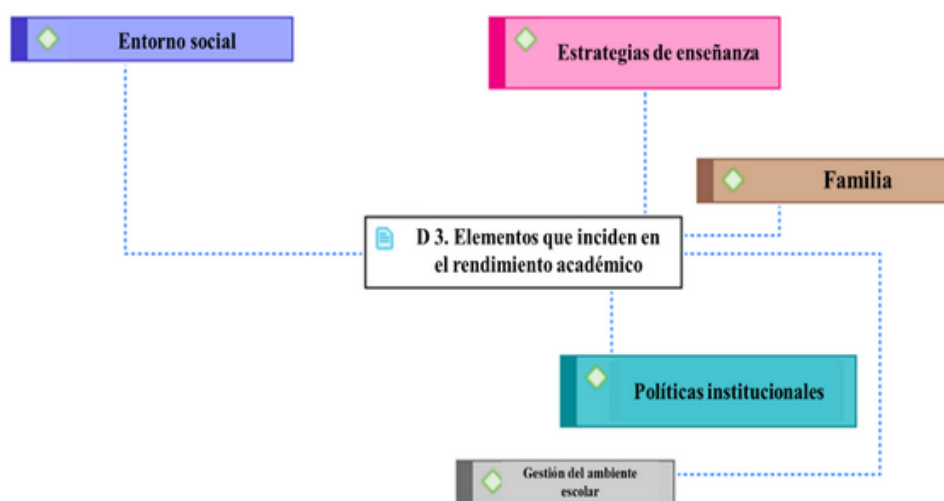 Entorno social
Estrategias de enseñanza
Familia
D 3. Elementos que inciden en
el rendimiento académico
Políticas institucionales
Gestión del ambiente
escolar